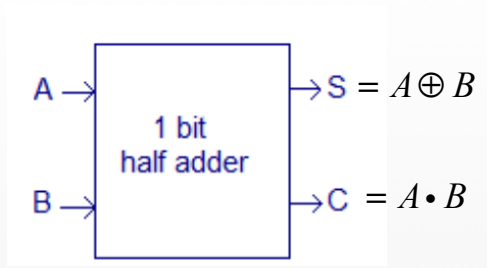 A S = A ⊕ B
1 bit
half adder
B C = A • B